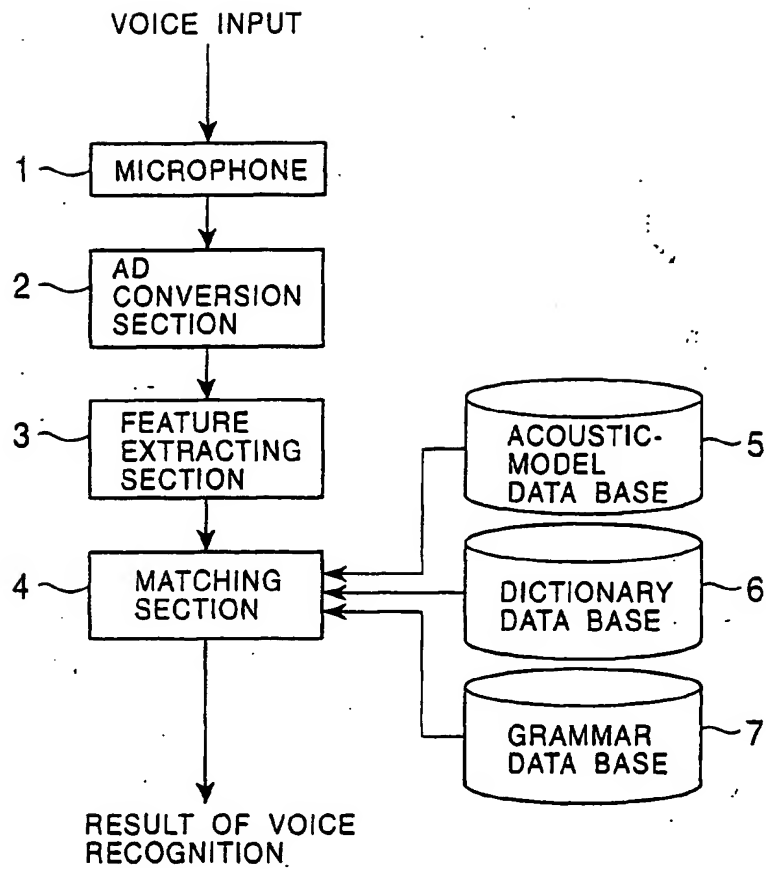 VOICE INPUT
1
MICROPHONE
2
AD
CONVERSION
SECTION
3
FEATURE
EXTRACTING
SECTION
4
MATCHING
SECTION
ACOUSTIC-
MODEL
DATA BASE
5
DICTIONARY
DATA BASE
6
GRAMMAR
DATA BASE
7
RESULT OF VOICE
RECOGNITION